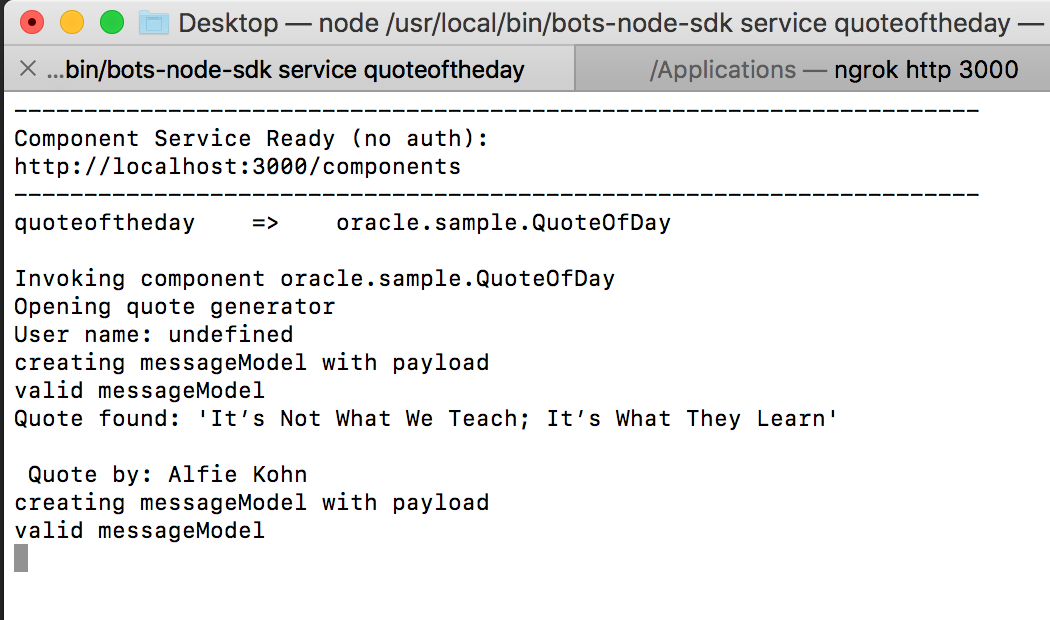 Desktop — node /usr/local/bin/bots-node-sdk service quoteoftheday —
...bin/bots-node-sdk service quoteoftheday
/Applications — ngrok http 3000
---------------------------------------------------------------------
Component Service Ready (no auth):
http://localhost:3000/components
---------------------------------------------------------------------
quoteoftheday    =>    oracle.sample.QuoteOfDay
Invoking component oracle.sample.QuoteOfDay
Opening quote generator
User name: undefined
creating messageModel with payload
valid messageModel
Quote found: 'It’s Not What We Teach; It’s What They Learn'
Quote by: Alfie Kohn
creating messageModel with payload
valid messageModel